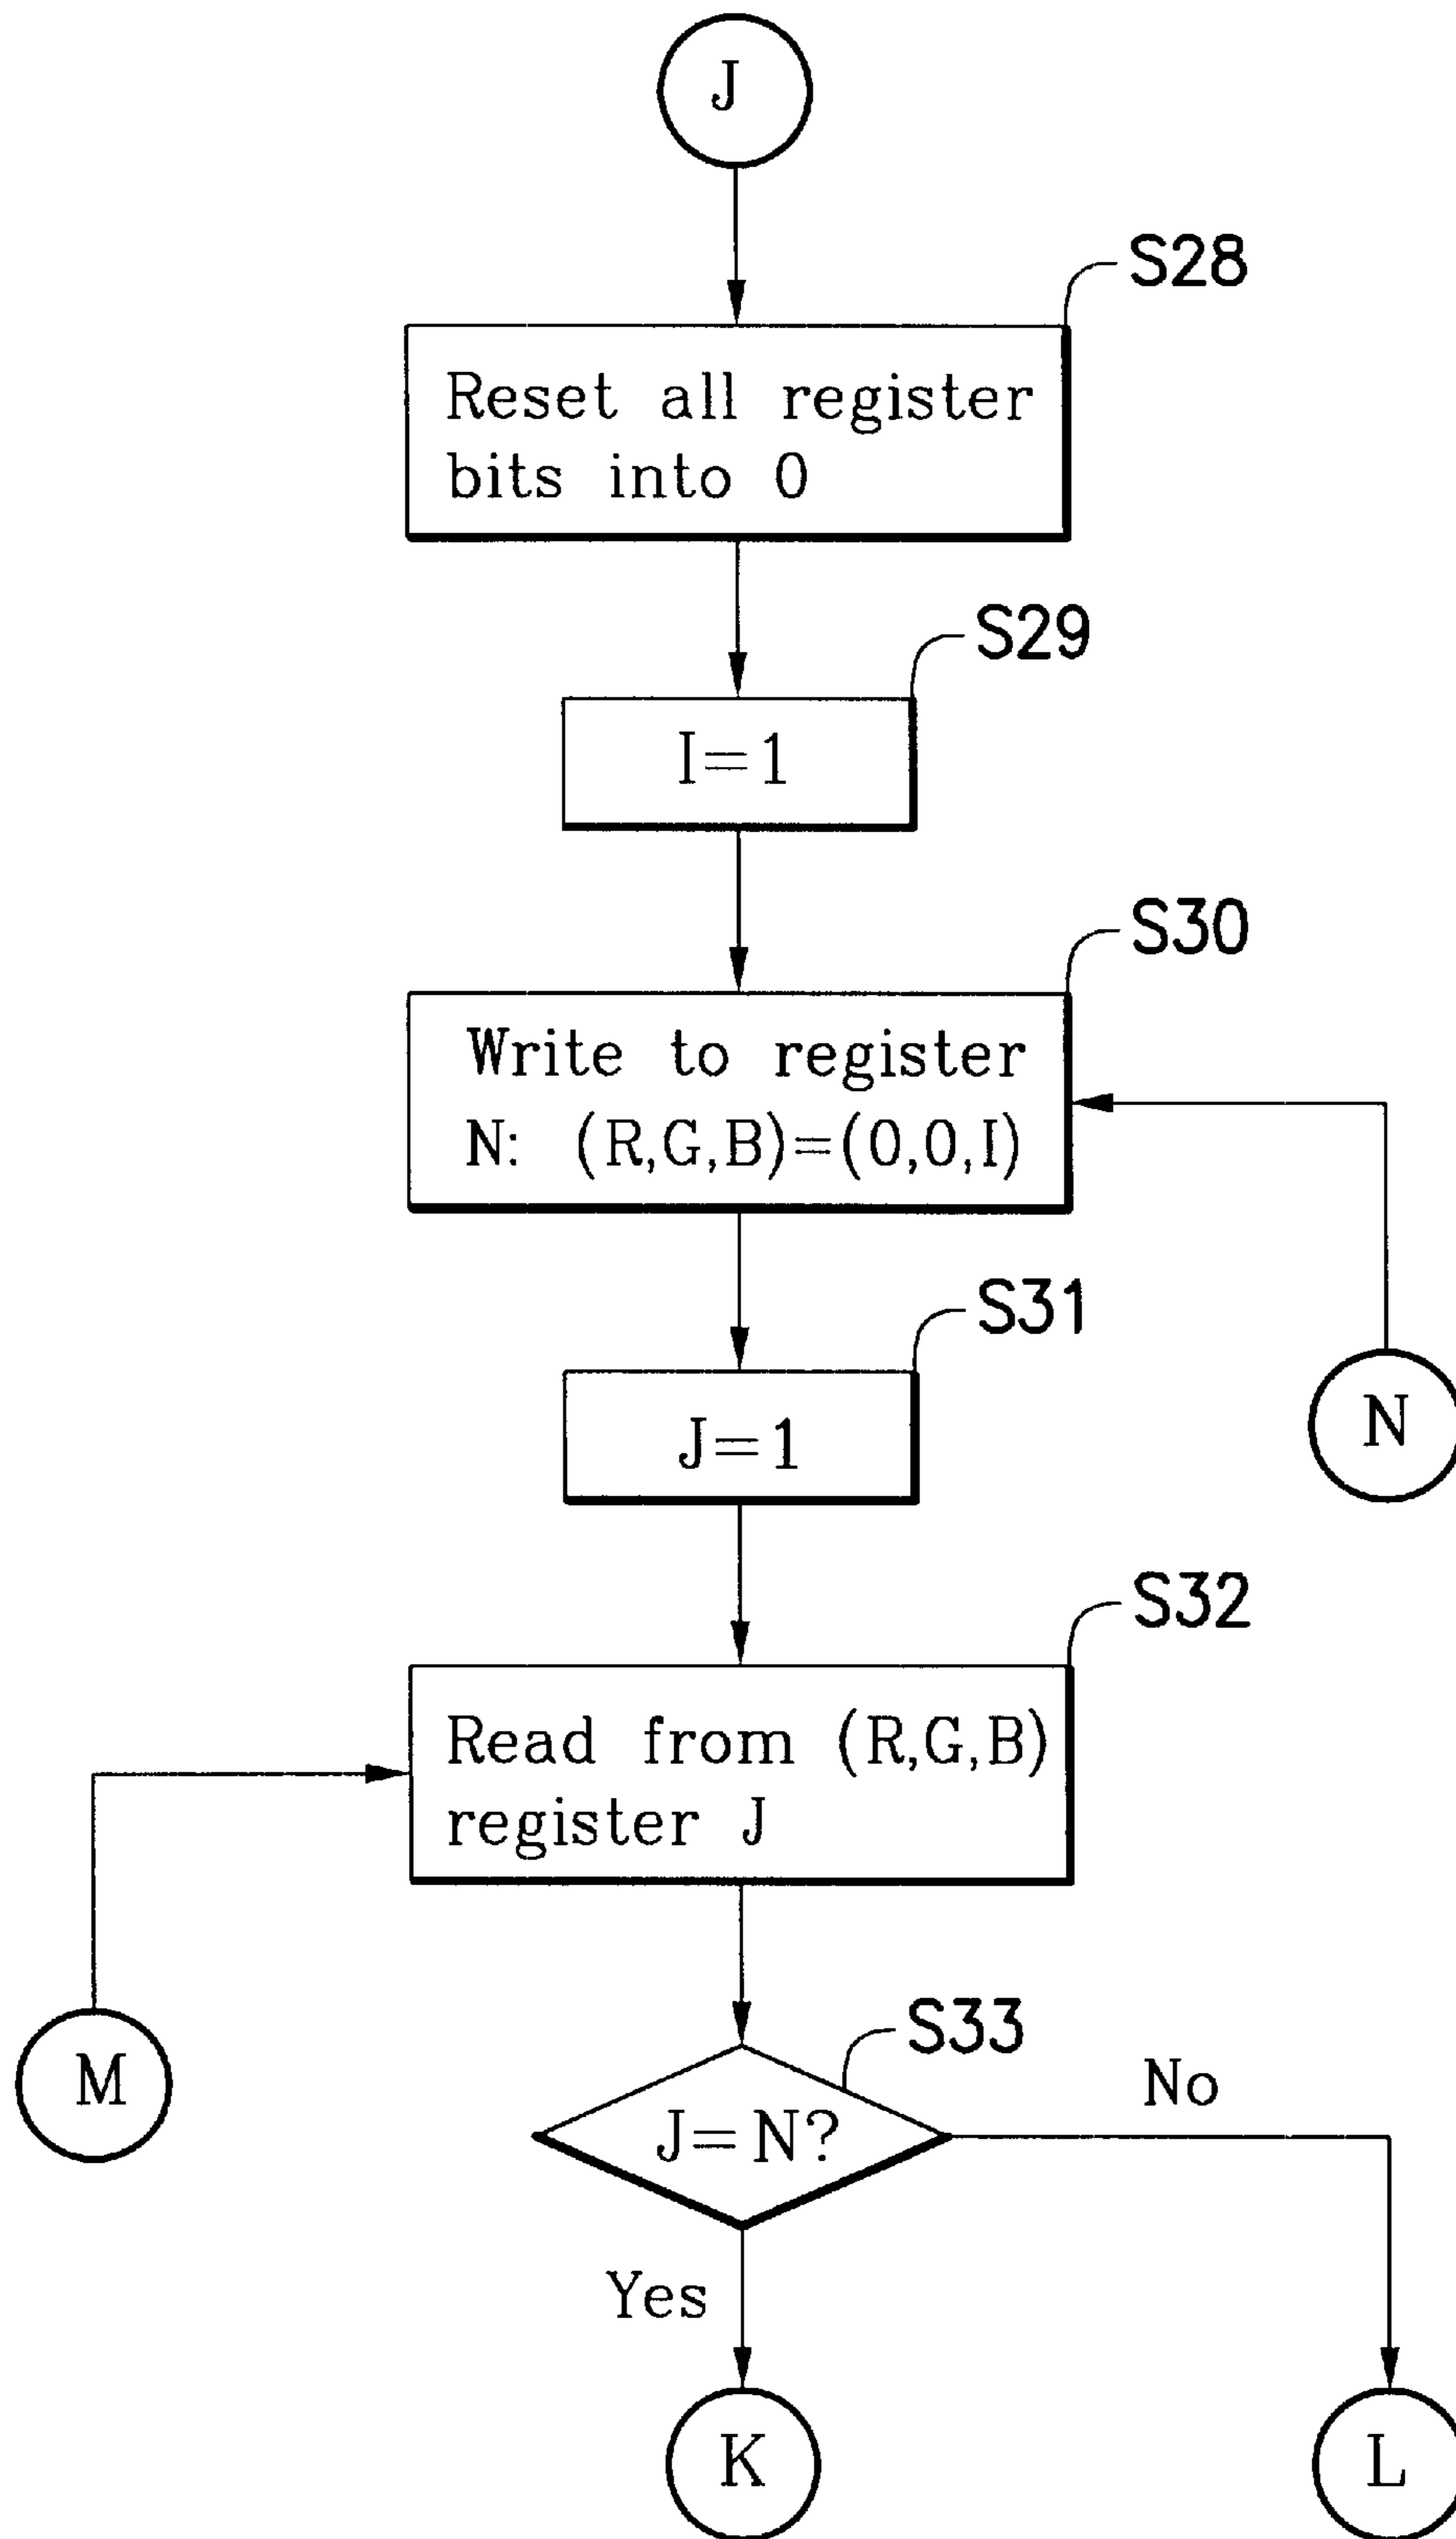 J
S28
Reset all register
bits into 0
S29
I=1
S30
Write to register
N: (R,G,B)=(0,0,I)
S31
J=1
N
S32
Read from (R,G,B)
register J
M
S33
J=N?
No
Yes
K
L